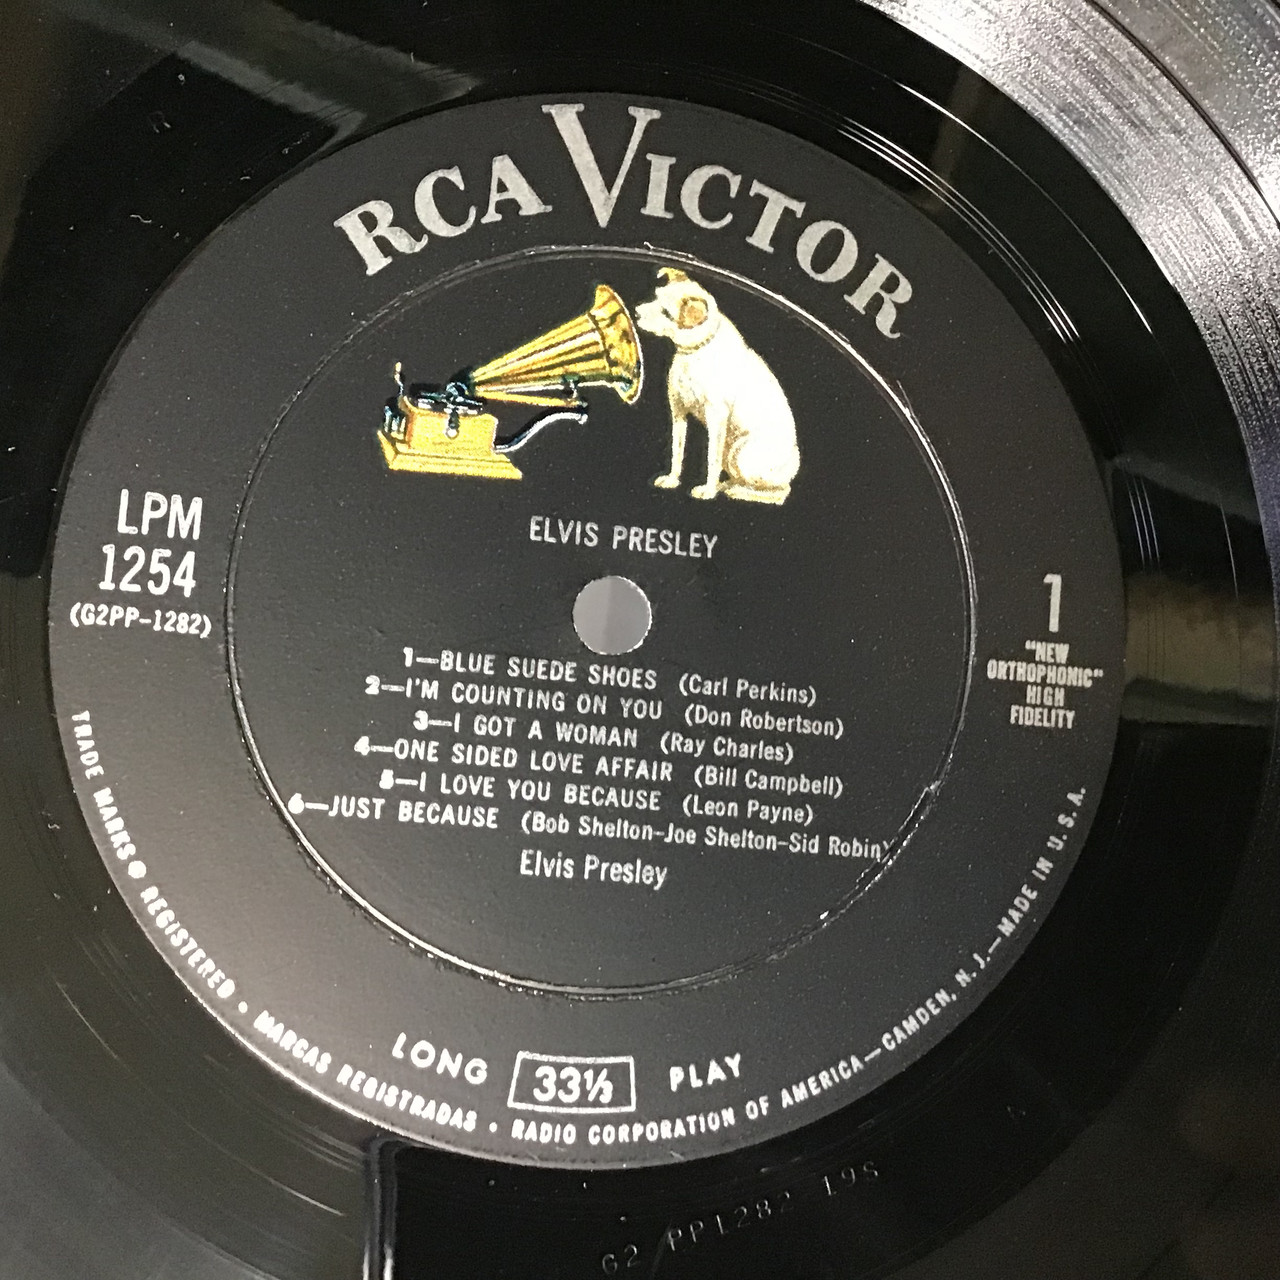 RCA VICTOR
ELVIS PRESLEY
LPM
1254
(G2PP-1282)
1
"NEW
ORTHOPHONIC"
HIGH
FIDELITY
1—BLUE SUEDE SHOES (Carl Perkins)
2—I'M COUNTING ON YOU (Don Robertson)
3—I GOT A WOMAN (Ray Charles)
4—ONE SIDED LOVE AFFAIR (Bill Campbell)
5—I LOVE YOU BECAUSE (Leon Payne)
6—JUST BECAUSE (Bob Shelton-Joe Shelton-Sid Robin)
Elvis Presley
LONG 33⅓ PLAY
TRADE MARKS ® REGISTERED • MARCAS REGISTRADAS • RADIO CORPORATION OF AMERICA—CAMDEN, N. J.—MADE IN U. S. A.
G2 PP1282 19S